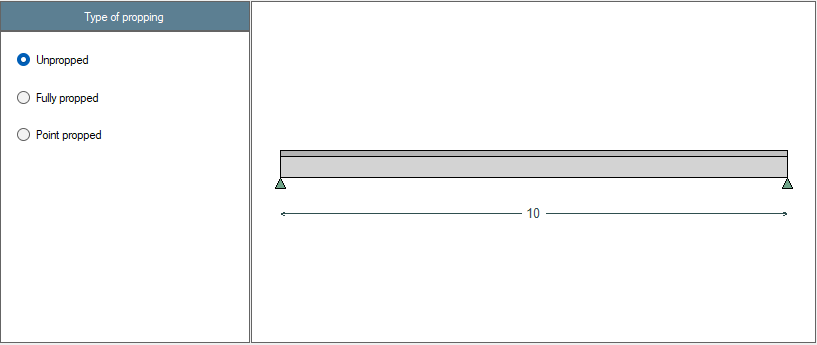 Type of propping
Unpropped
Fully propped
Point propped
10